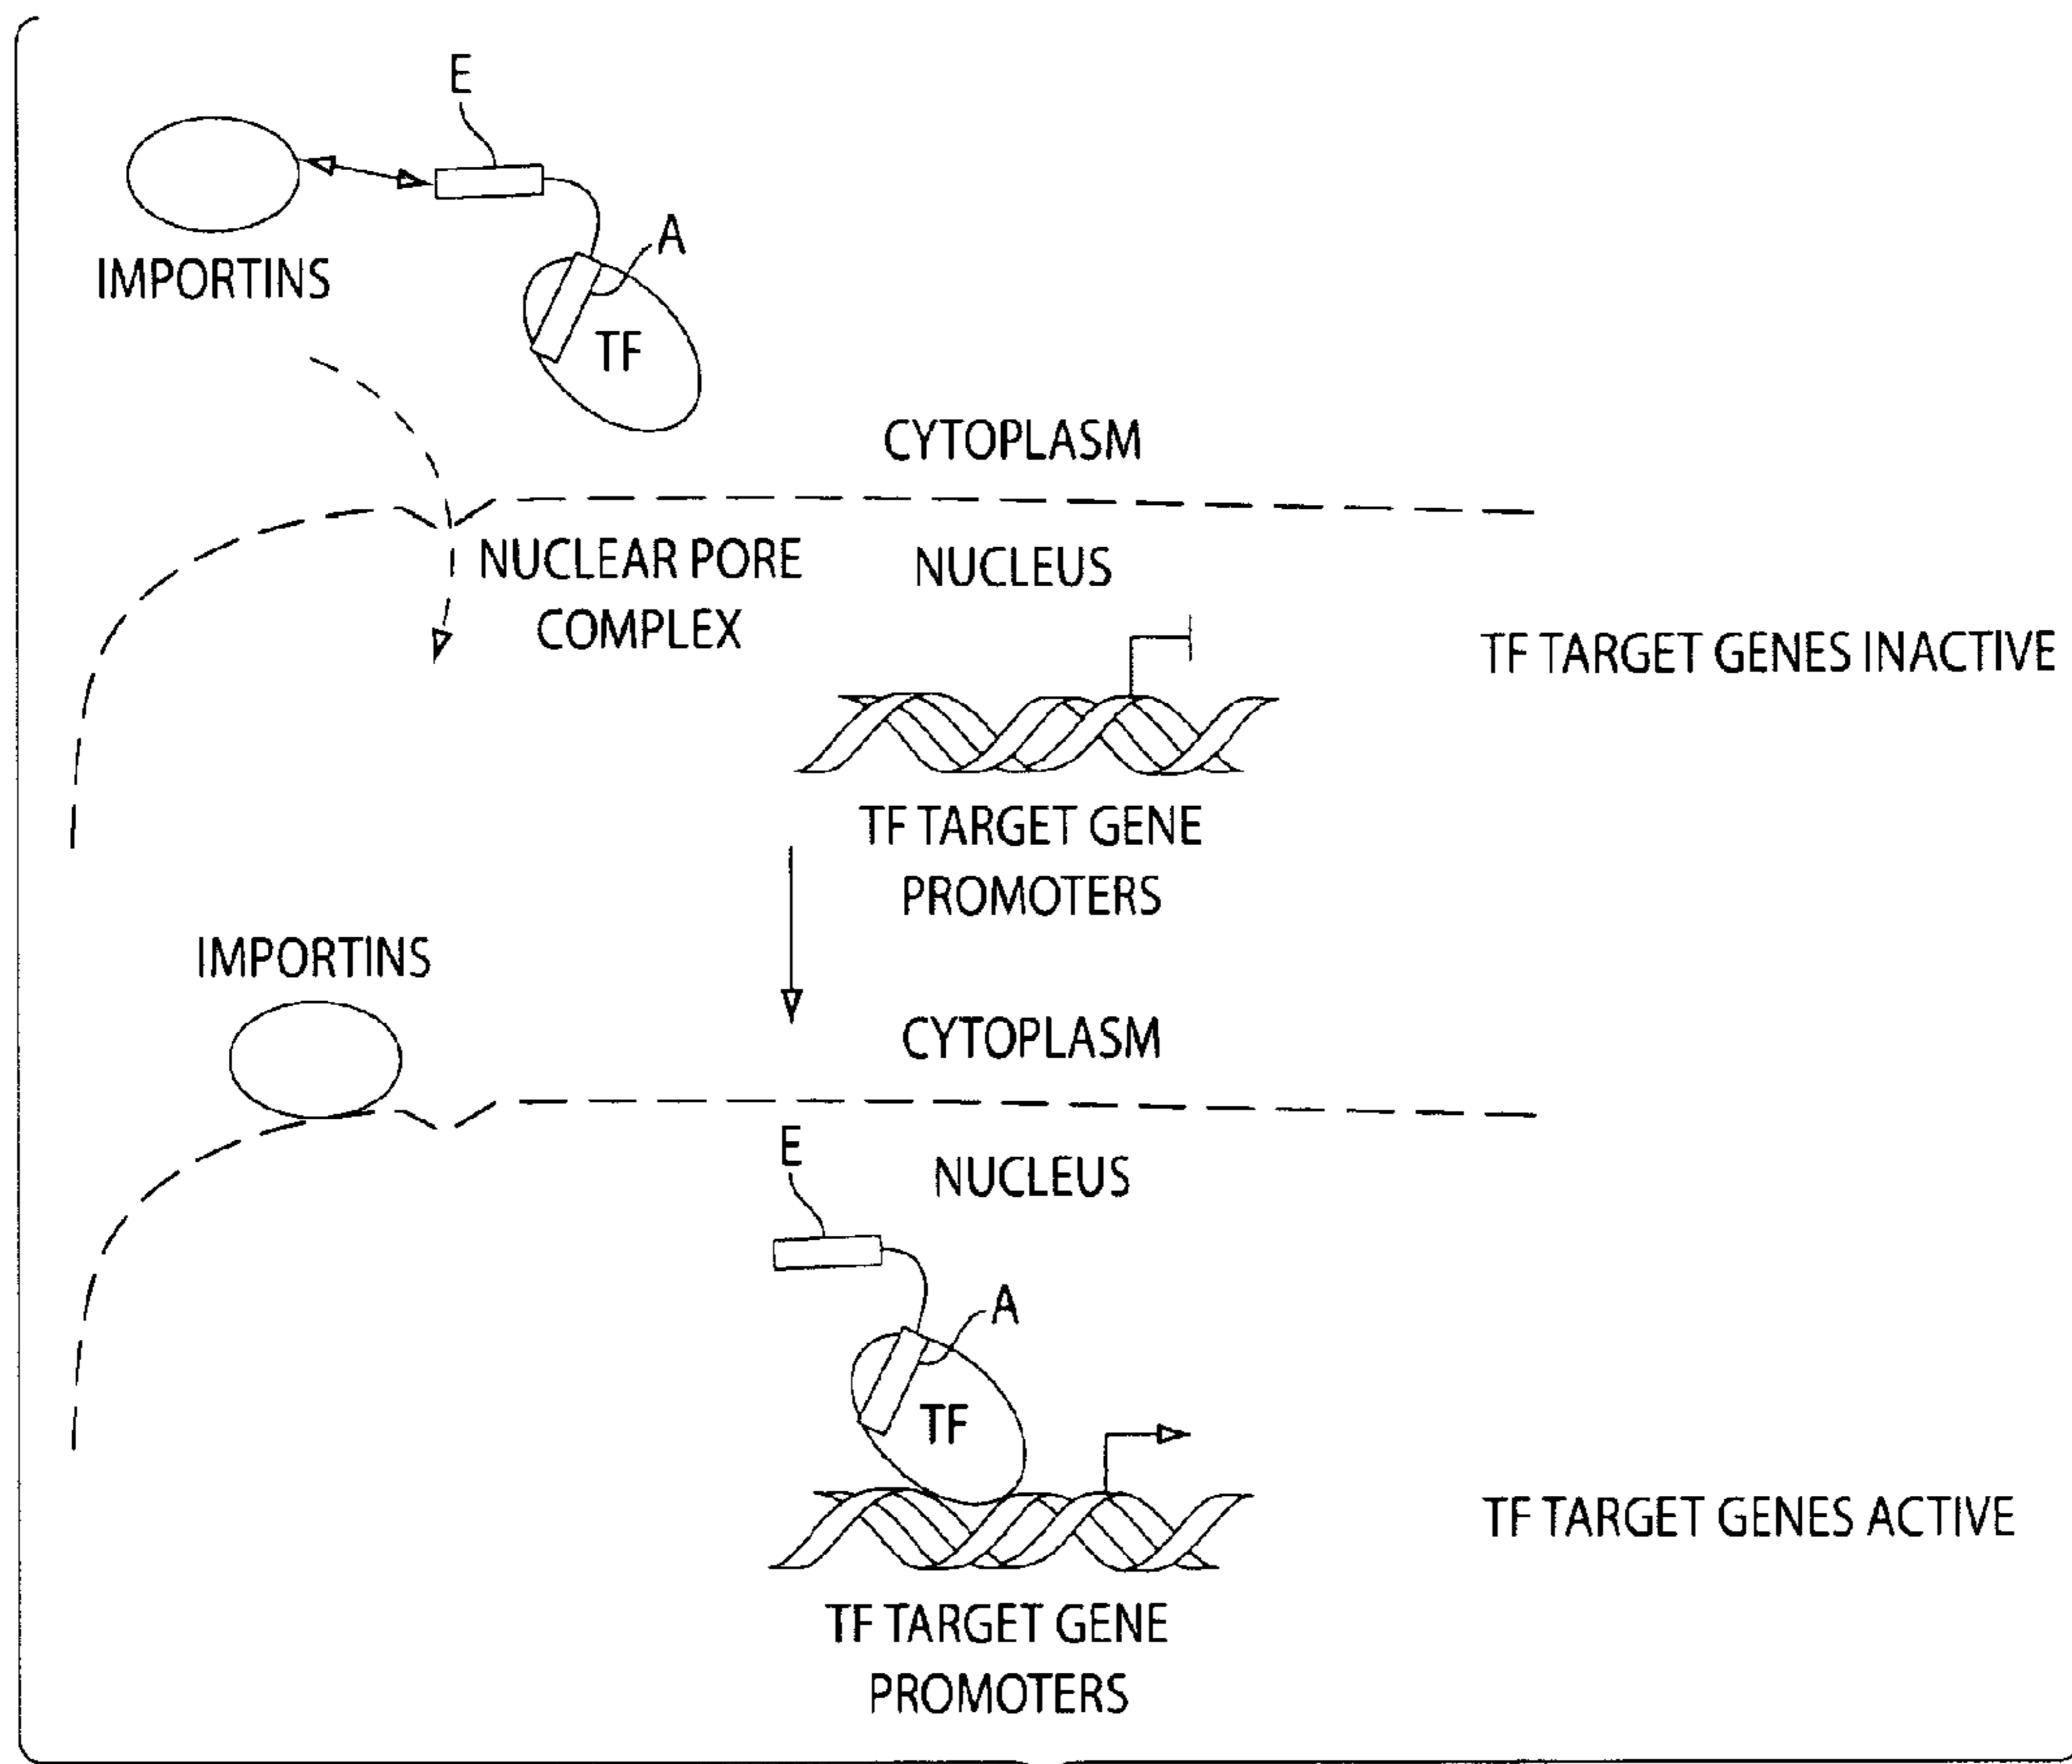 E
A
IMPORTINS
TF
CYTOPLASM
NUCLEAR PORE
COMPLEX
NUCLEUS
TF TARGET GENES INACTIVE
TF TARGET GENE
PROMOTERS
IMPORTINS
CYTOPLASM
E
NUCLEUS
A
TF
TF TARGET GENES ACTIVE
TF TARGET GENE
PROMOTERS